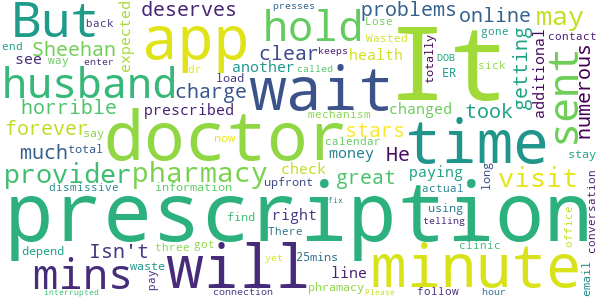 But
back
deserves
presses
Lose
problems
online
may
end
Sheehan
expected
app
hold
Wasted
gone
contact
see
way
clear
another
keeps
health
totally
DOB
ER
getting
additional
numerous
husband
enter
dr
load
called
sick
It
horrible
prescribed
charge
wait
mechanism
changed
took
sent
forever
say
now
doctor
stars
calendar
time
much
total
He
money
paying
actual
stay
provider
pharmacy
check
great
long
visit
dismissive
information
upfront
using
telling
conversation
prescription
depend
find
right
There
fix
clinic
office
Isn't
three
got
25mins
line
will
minute
mins
pay
waste
phramacy
follow
hour
email
interrupted
connection
yet
Please